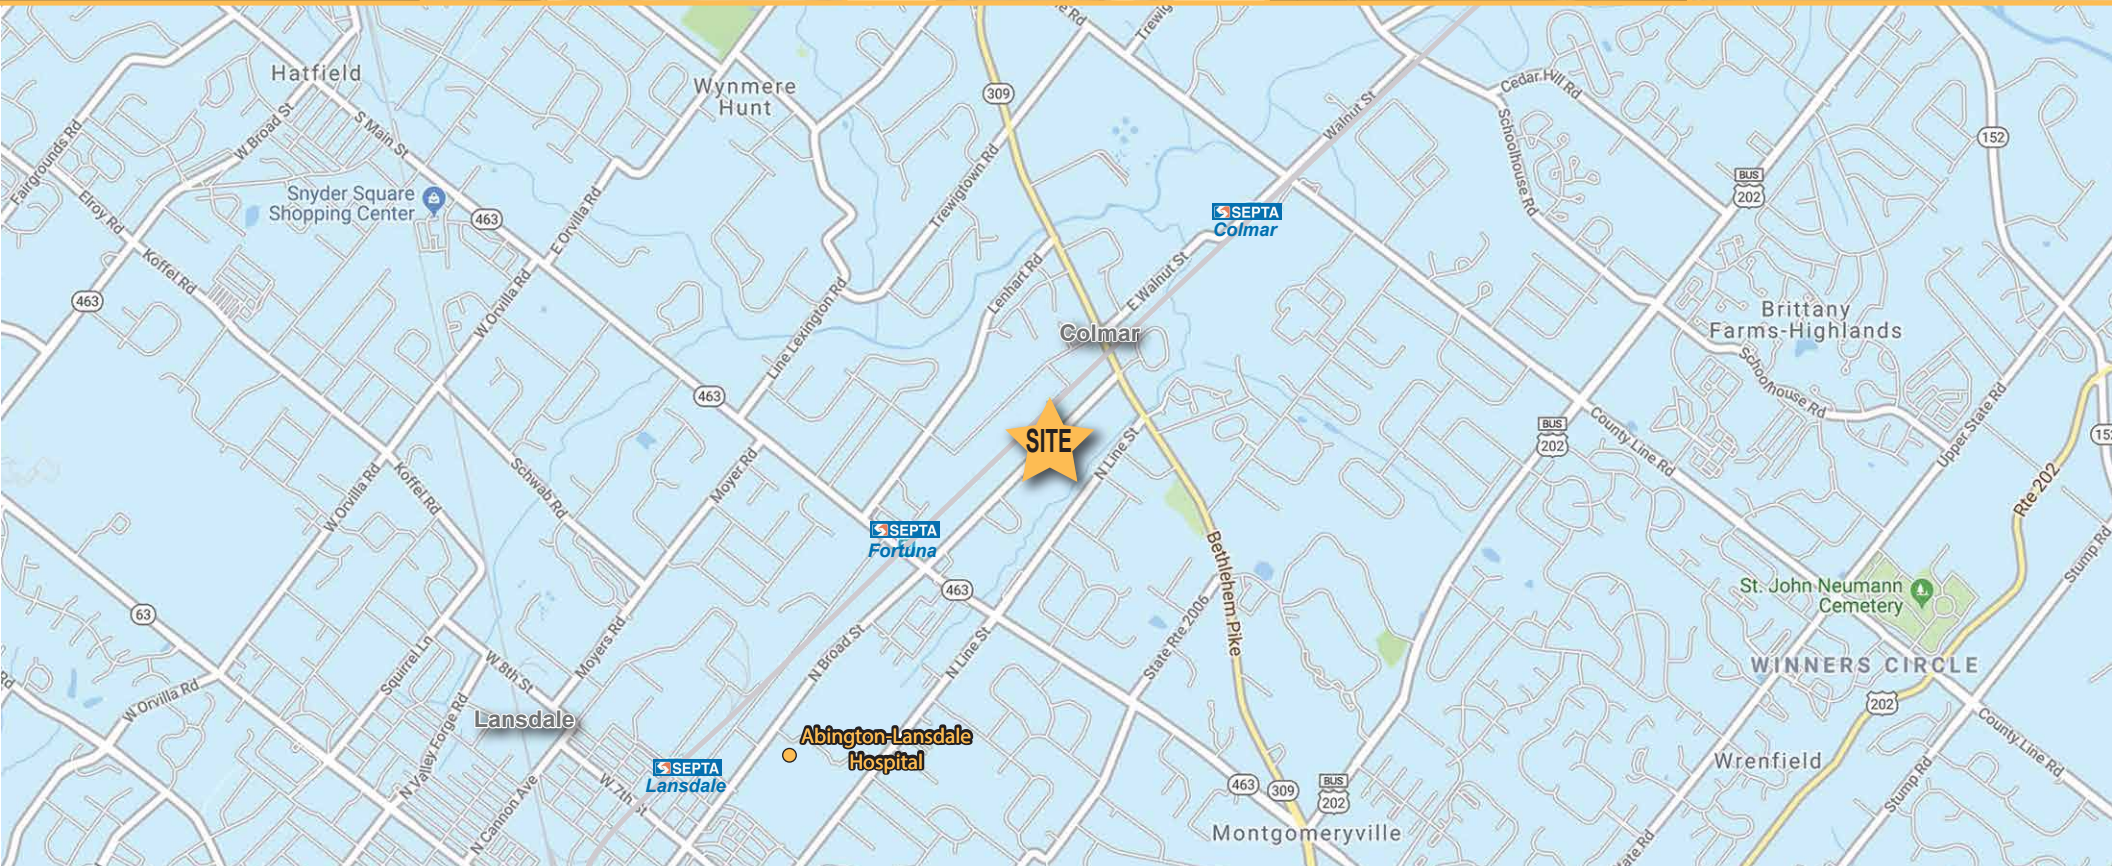 Hatfield
W Broad St
Fairgrounds Rd
S Main St
Elroy Rd
Snyder Square
Shopping Center
463
E Orvilla Rd
Koffel Rd
463
W Orvilla Rd
Wynmere
Hunt
309
Trewigtown Rd
Line Lexington Rd
Lenhart Rd
E Walnut St
Walnut St
SEPTA
Colmar
Cedar Hill Rd
Schoolhouse Rd
152
BUS
202
Colmar
Brittany
Farms-Highlands
Schoolhouse Rd
463
SITE
N Line St
BUS
202
County Line Rd
Upper State Rd
Rte 202
Stump Rd
Schwab Rd
Moyer Rd
W Orvilla Rd
Koffel Rd
SEPTA
Fortuna
463
Bethlehem Pike
State Rte 2006
St. John Neumann
Cemetery
WINNERS CIRCLE
202
County Line Rd
63
Squirrel Ln
W 8th St
Moyers Rd
N Broad St
N Line St
W Orvilla Rd
N Valley Forge Rd
Lansdale
N Cannon Ave
W 7th St
SEPTA
Lansdale
Abington-Lansdale
Hospital
463
309
BUS
202
Montgomeryville
Wrenfield
Stump Rd